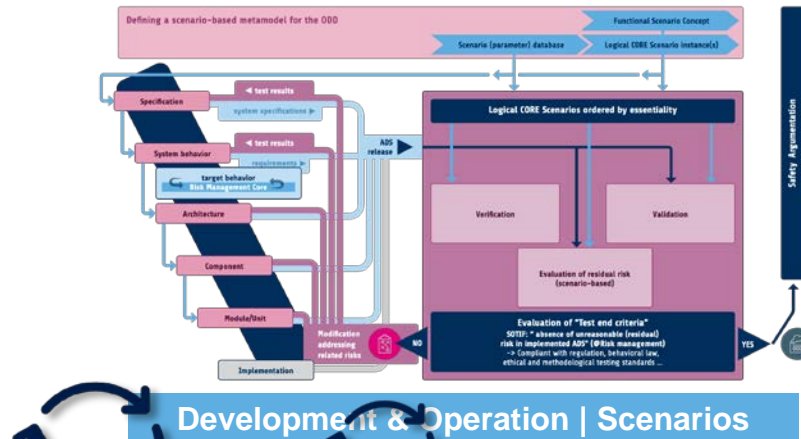 Defining a scenario-based metamodel for the ODD
Functional Scenario Concept
Scenario (parameter) database
Logical CORE Scenario instance(s)
Specification
◄ test results
system specifications ►
System behavior
◄ test results
requirements ►
target behavior
Risk Management Core
Architecture
Component
Module/Unit
Implementation
ADS
release
Logical CORE Scenarios ordered by essentiality
Verification
Validation
Evaluation of residual risk
(scenario-based)
Modification
addressing
related risks
NO
Evaluation of "Test end criteria"
SOTIF: " absence of unreasonable (residual)
risk in implemented ADS" (@Risk management)
-> Compliant with regulation, behavioral law,
ethical and methodological testing standards ...
YES
Safety Argumentation
Development & Operation | Scenarios